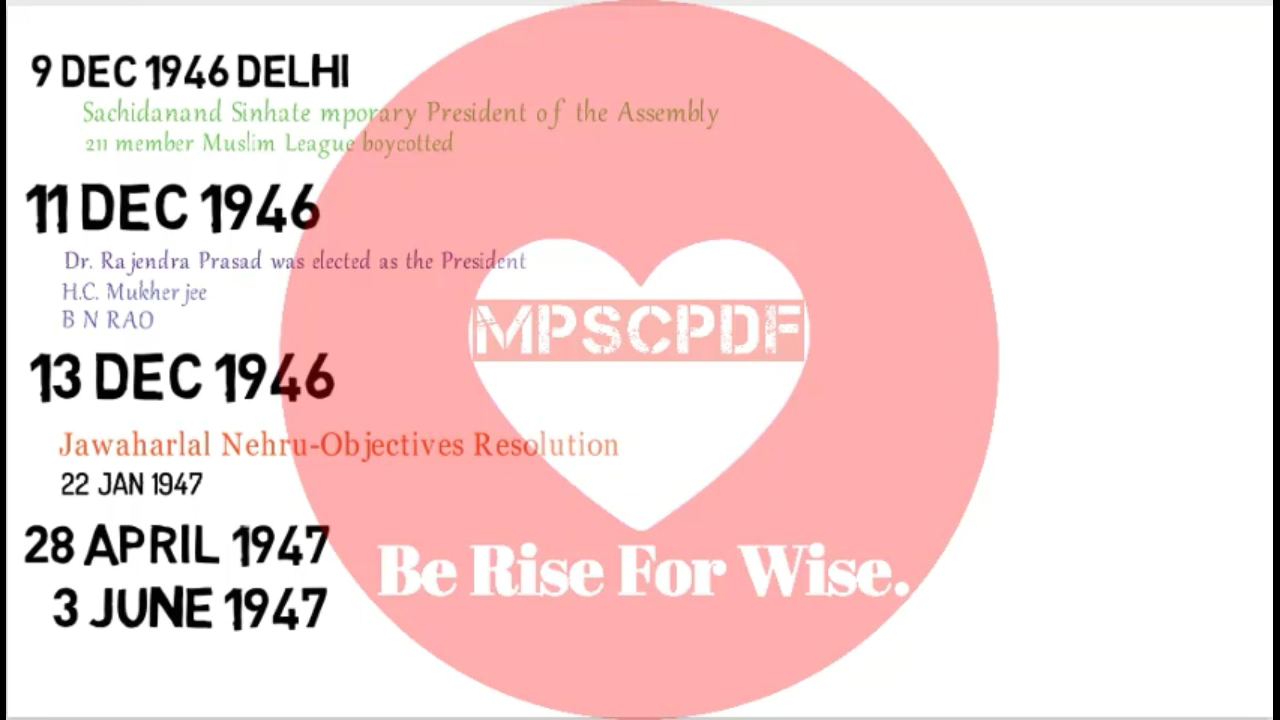 9 DEC 1946 DELHI
Sachidanand Sinhate mporary President of the Assembly
211 member Muslim League boycotted
11 DEC 1946
Dr. Rajendra Prasad was elected as the President
H.C. Mukherjee
B N RAO
MPSCPDF
13 DEC 1946
Jawaharlal Nehru-Objectives Resolution
22 JAN 1947
28 APRIL 1947
Be Rise For Wise.
3 JUNE 1947